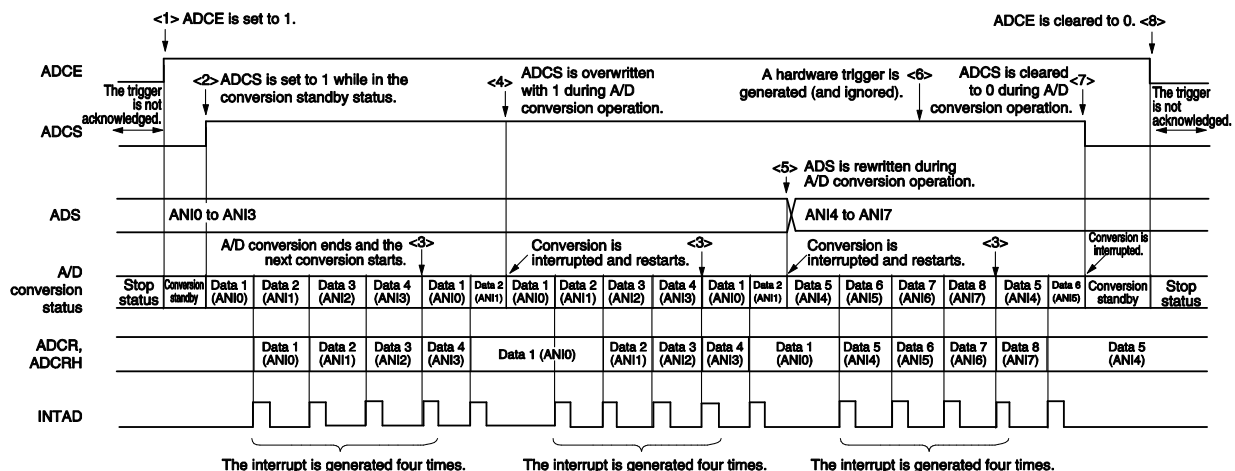 <1> ADCE is set to 1.
ADCE is cleared to 0. <8>
ADCE
The trigger
is not
acknowledged.
<2> ADCS is set to 1 while in the
conversion standby status.
<4> ADCS is overwritten
with 1 during A/D
conversion operation.
A hardware trigger is <6>
generated (and ignored).
ADCS is cleared <7>
to 0 during A/D
conversion operation.
The trigger
is not
acknowledged.
ADCS
<5> ADS is rewritten during
A/D conversion operation.
ADS
ANI0 to ANI3
ANI4 to ANI7
A/D conversion ends and the <3>
next conversion starts.
Conversion is <3>
interrupted and restarts.
Conversion is <3>
interrupted and restarts.
Conversion is
interrupted.
A/D
conversion
status
Stop
status
Conversion
standby
Data 1
(ANI0)
Data 2
(ANI1)
Data 3
(ANI2)
Data 4
(ANI3)
Data 1
(ANI0)
Data 2
(ANI1)
Data 1
(ANI0)
Data 2
(ANI1)
Data 3
(ANI2)
Data 4
(ANI3)
Data 1
(ANI0)
Data 2
(ANI1)
Data 5
(ANI4)
Data 6
(ANI5)
Data 7
(ANI6)
Data 8
(ANI7)
Data 5
(ANI4)
Data 6
(ANI5)
Conversion
standby
Stop
status
ADCR,
ADCRH
Data 1
(ANI0)
Data 2
(ANI1)
Data 3
(ANI2)
Data 4
(ANI3)
Data 1 (ANI0)
Data 2
(ANI1)
Data 3
(ANI2)
Data 4
(ANI3)
Data 1
(ANI0)
Data 5
(ANI4)
Data 6
(ANI5)
Data 7
(ANI6)
Data 8
(ANI7)
Data 5
(ANI4)
INTAD
The interrupt is generated four times.
The interrupt is generated four times.
The interrupt is generated four times.